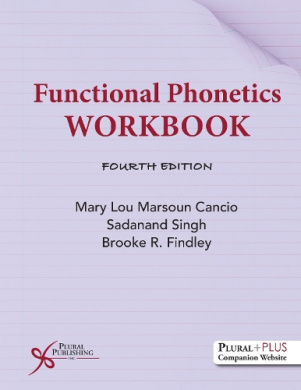 Functional Phonetics
WORKBOOK
FOURTH EDITION
Mary Lou Marsoun Cancio
Sadanand Singh
Brooke R. Findley
PLURAL
PUBLISHING
INC.
PLURAL+PLUS
Companion Website